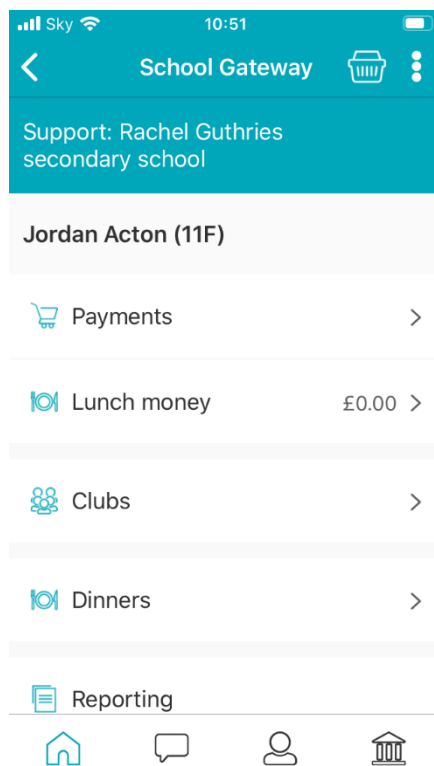 Sky 10:51
School Gateway
Support: Rachel Guthries
secondary school
Jordan Acton (11F)
Payments
Lunch money £0.00
Clubs
Dinners
Reporting